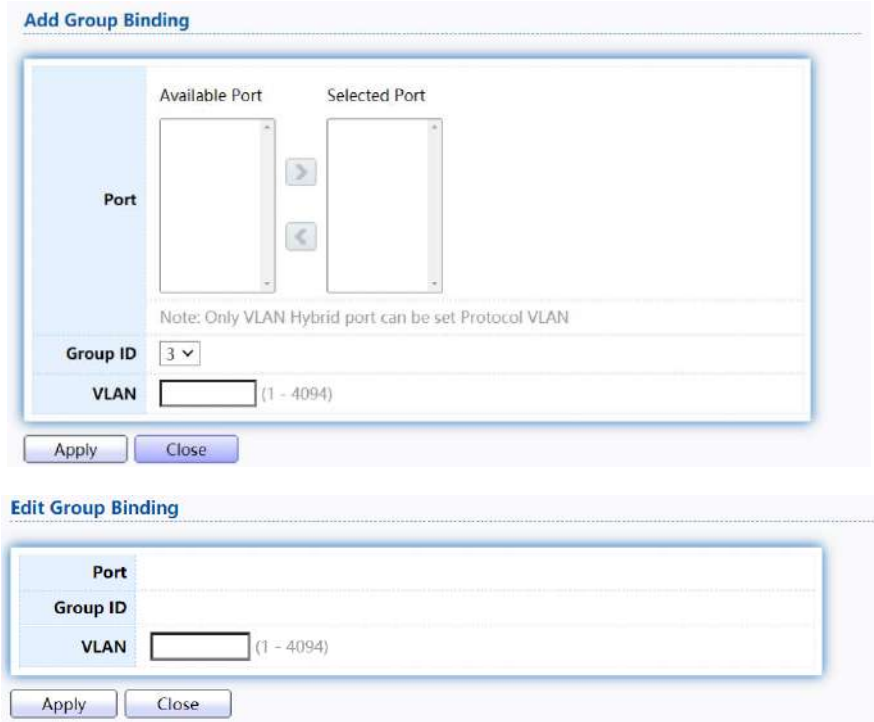 Add Group Binding
Available Port Selected Port
Port
Note: Only VLAN Hybrid port can be set Protocol VLAN
Group ID 3
VLAN (1 - 4094)
Apply Close
Edit Group Binding
Port
Group ID
VLAN (1 - 4094)
Apply Close